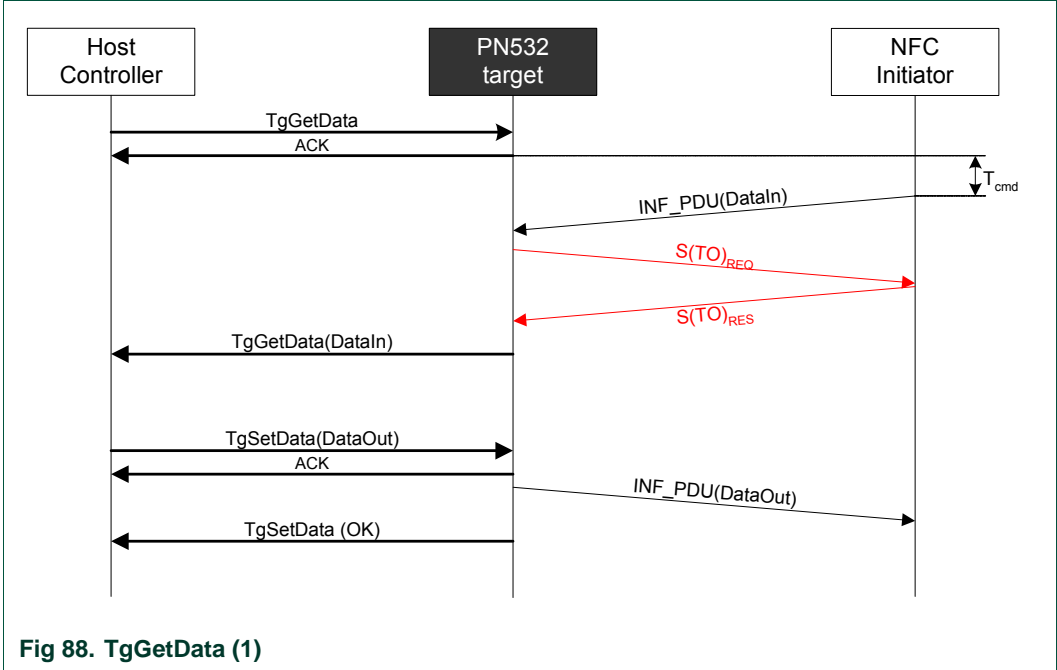 Host
Controller
PN532
target
NFC
Initiator
TgGetData
ACK
Tcmd
INF_PDU(DataIn)
S(TO)REQ
S(TO)RES
TgGetData(DataIn)
TgSetData(DataOut)
ACK
INF_PDU(DataOut)
TgSetData (OK)
Fig 88. TgGetData (1)